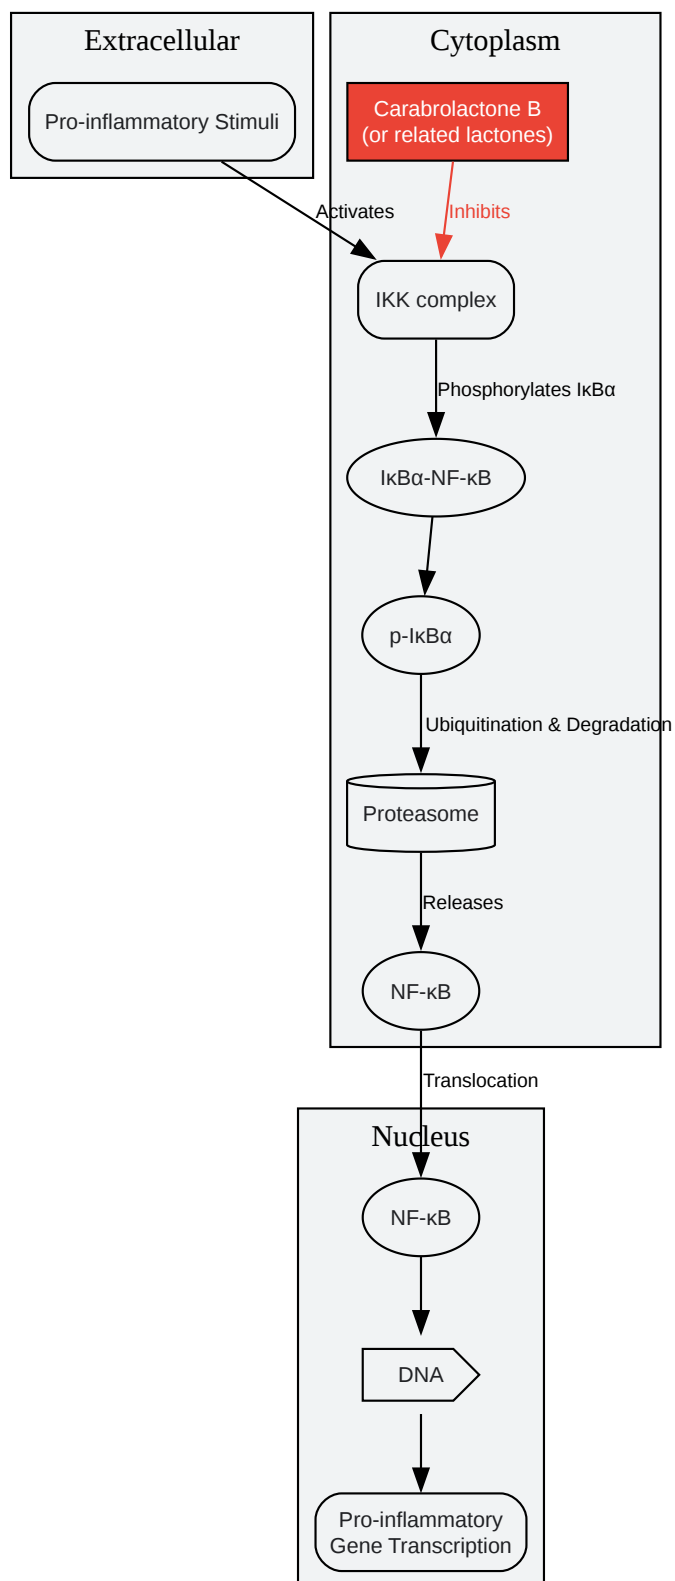 Extracellular
Cytoplasm
Pro-inflammatory Stimuli
Carabrolactone B
(or related lactones)
Activates
Inhibits
IKK complex
Phosphorylates IκBα
IκBα-NF-κB
p-IκBα
Ubiquitination & Degradation
Proteasome
Releases
NF-κB
Translocation
Nucleus
NF-κB
DNA
Pro-inflammatory
Gene Transcription